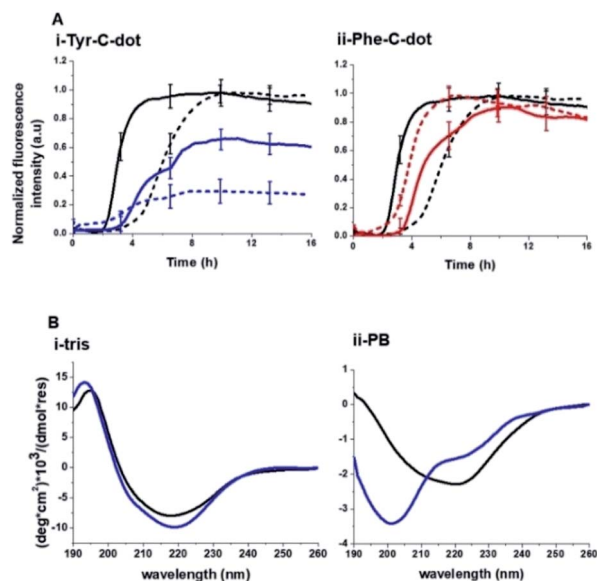 A
i-Tyr-C-dot
ii-Phe-C-dot
Normalized fluorescence
intensity (a.u)
1.0
0.8
0.6
0.4
0.2
0.0
0 4 8 12 16
Time (h)
1.0
0.8
0.6
0.4
0.2
0.0
0 4 8 12 16
Time (h)
B
i-tris
ii-PB
(deg*cm²)*10³/(dmol*res)
15
10
5
0
-5
-10
190 200 210 220 230 240 250 260
wavelength (nm)
1
0
-1
-2
-3
-4
190 200 210 220 230 240 250 260
wavelength (nm)